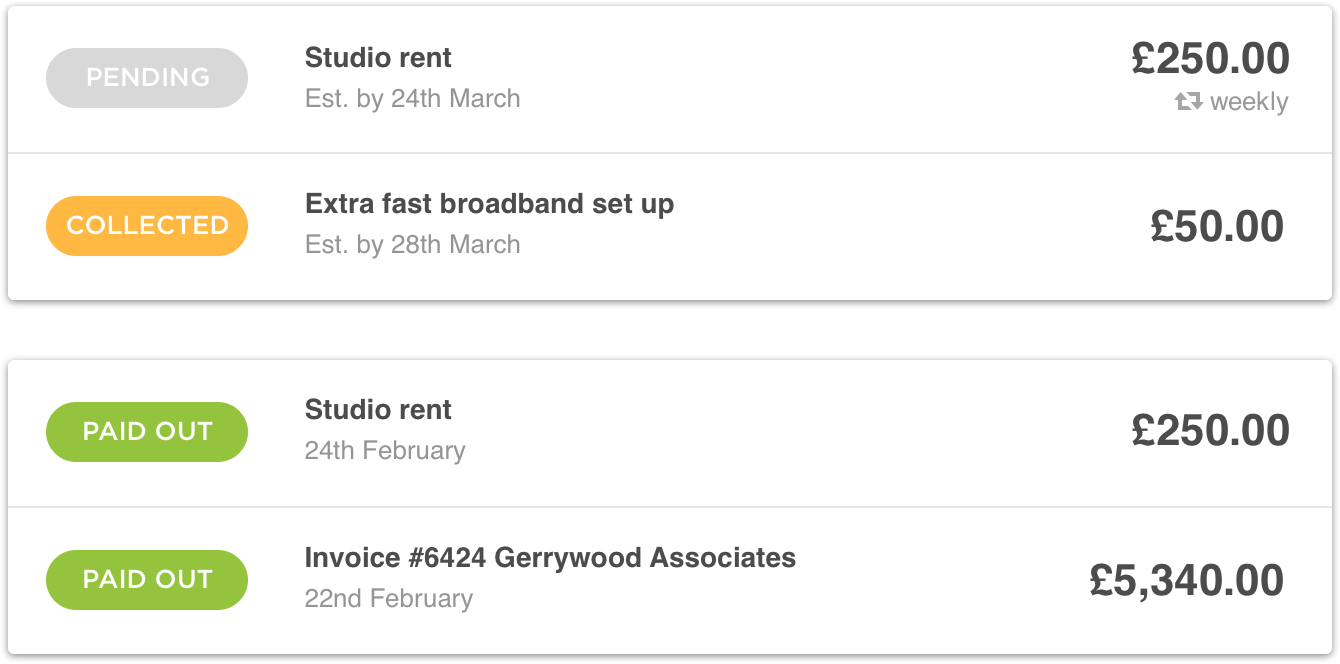 PENDING
Studio rent
£250.00
Est. by 24th March
weekly
COLLECTED
Extra fast broadband set up
£50.00
Est. by 28th March
PAID OUT
Studio rent
£250.00
24th February
PAID OUT
Invoice #6424 Gerrywood Associates
£5,340.00
22nd February